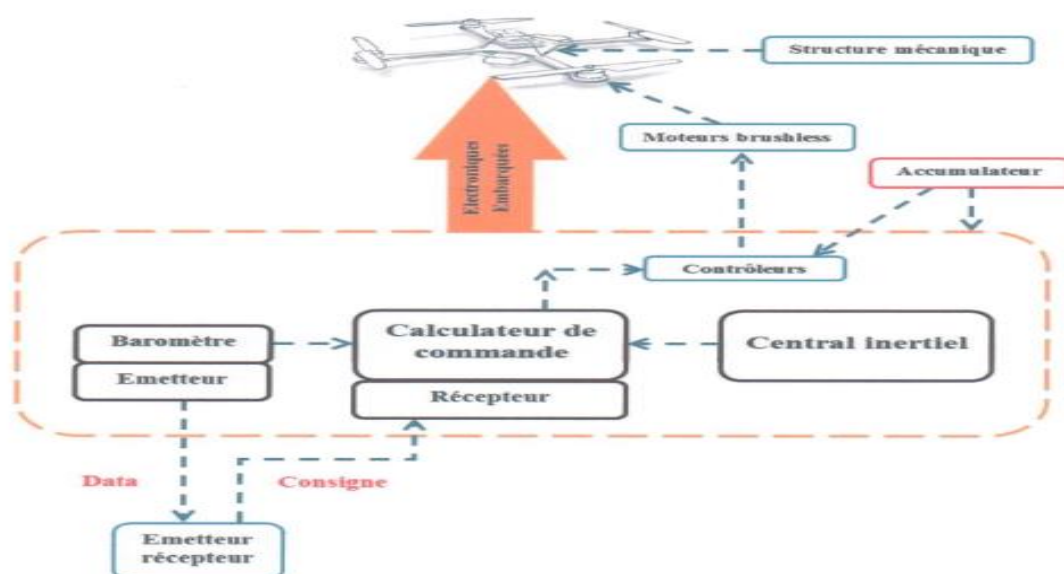 Structure mécanique
Moteurs brushless
Accumulateur
Electroniques
Embarquées
Contrôleurs
Baromètre
Emetteur
Calculateur de
commande
Récepteur
Central inertiel
Data
Consigne
Emetteur
récepteur